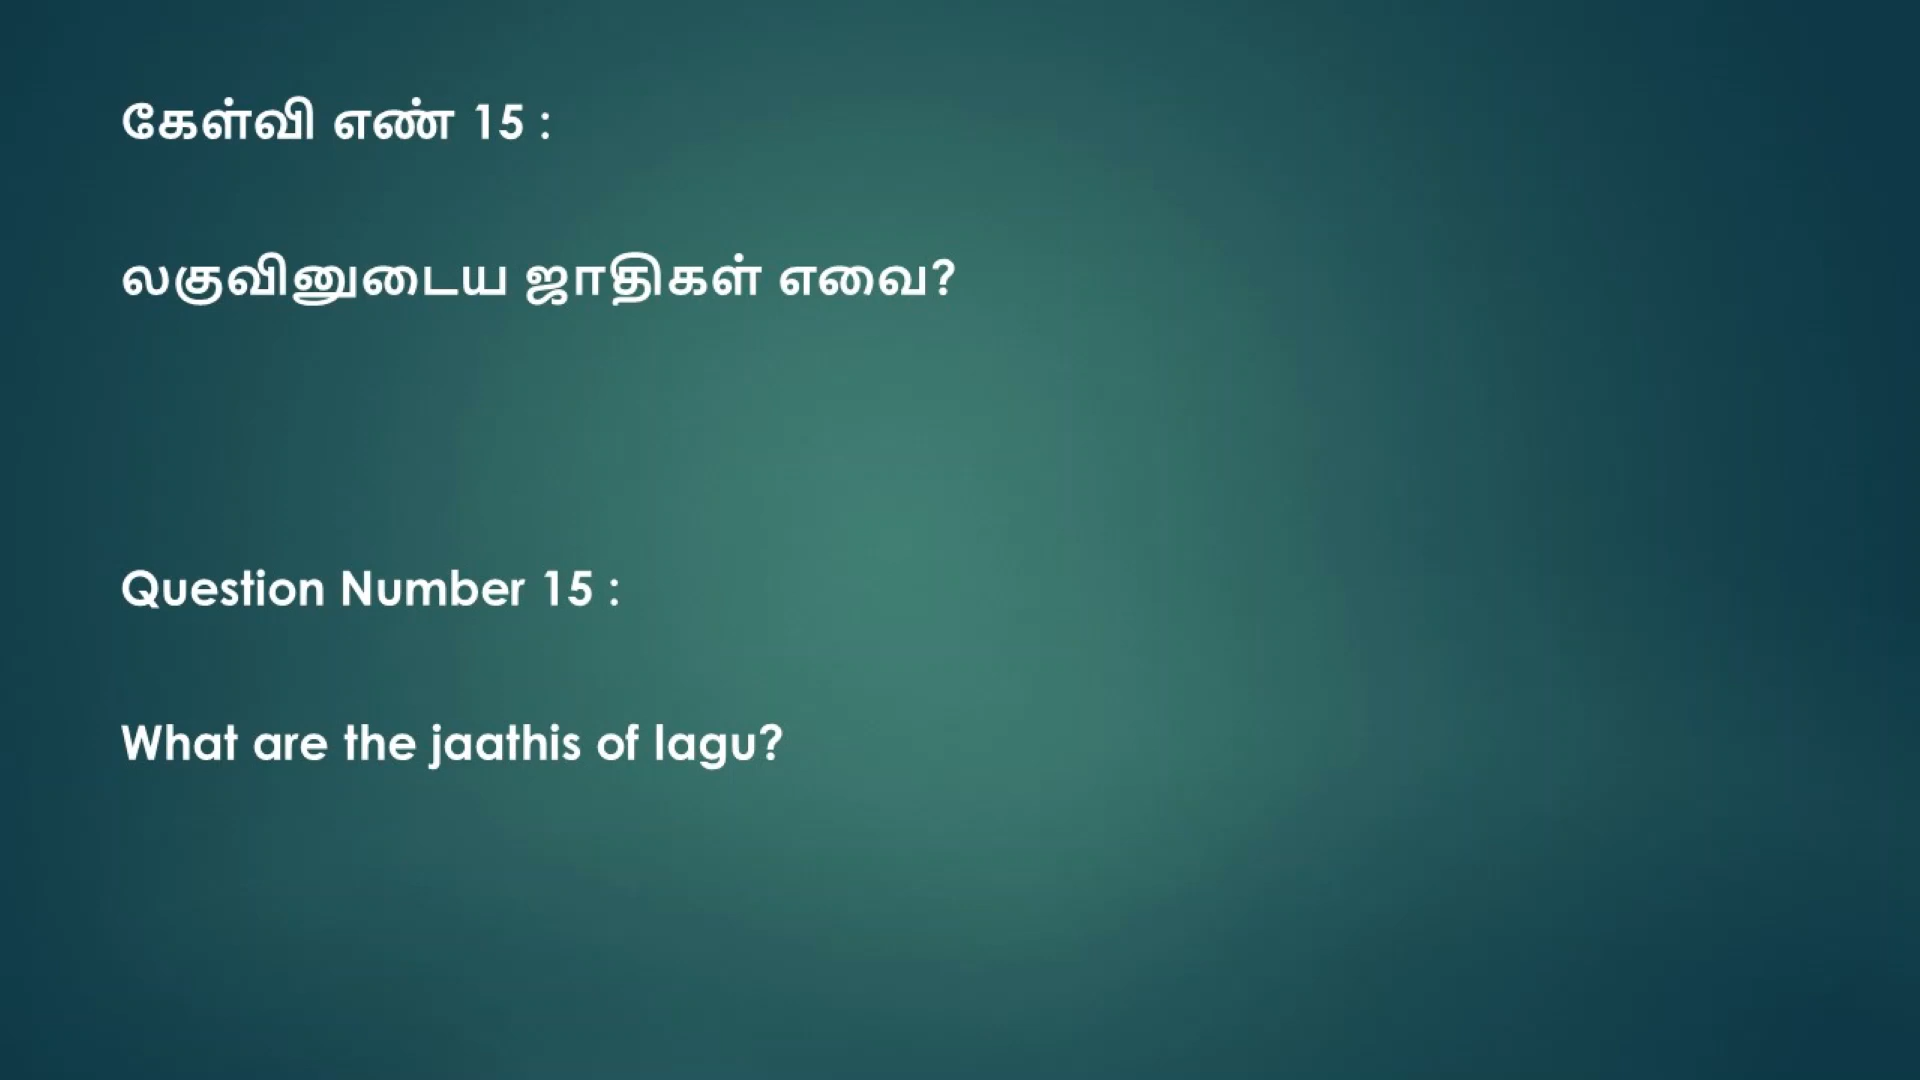 கேள்வி எண் 15 :
லகுவினுடைய ஜாதிகள் எவை?
Question Number 15 :
What are the jaathis of lagu?